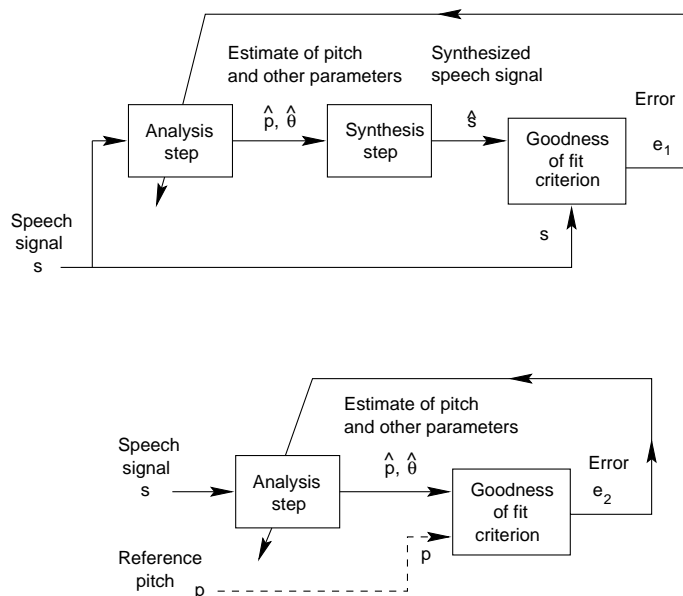 Estimate of pitch
and other parameters
Synthesized
speech signal
Error
Analysis
step
p̂, θ̂
Synthesis
step
ŝ
Goodness
of fit
criterion
e₁
Speech
signal
s
s
Estimate of pitch
and other parameters
Speech
signal
s
Analysis
step
p̂, θ̂
Goodness
of fit
criterion
Error
e₂
Reference
pitch
p
p